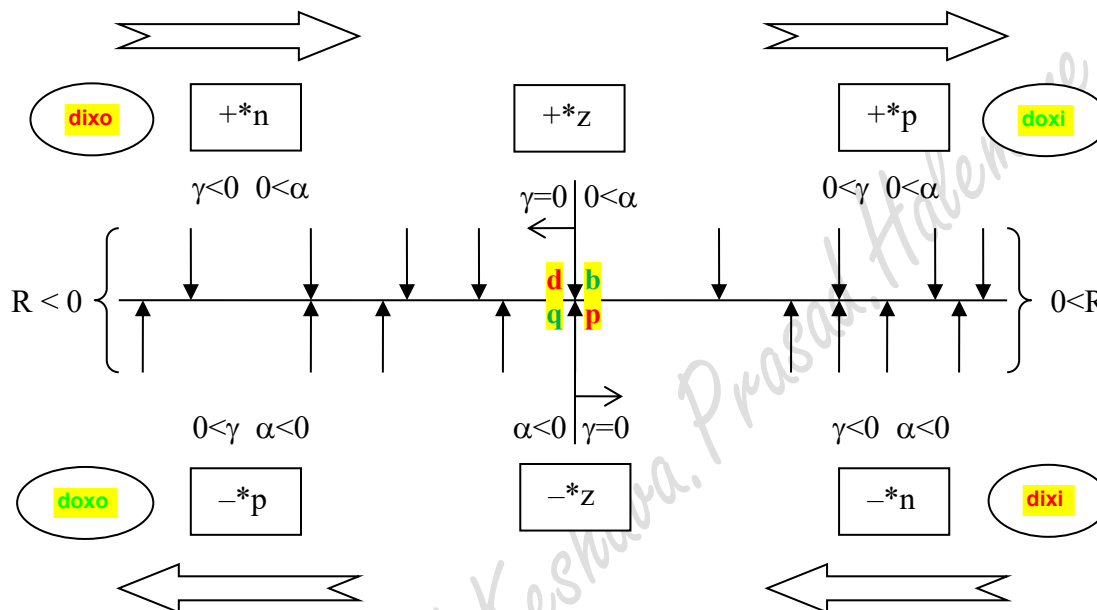 dixo +*n +*z +*p doxi
γ<0 0<α γ=0 0<α 0<γ 0<α
d b
R < 0 0<R
q p
0<γ α<0 α<0 γ=0 γ<0 α<0
doxo –*p –*z –*n dixi
Keshava.Prasad.Haleme